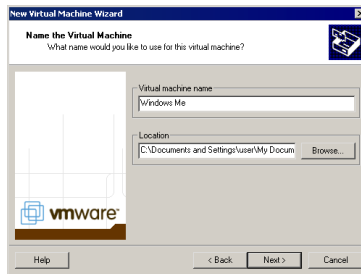 New Virtual Machine Wizard
Name the Virtual Machine
What name would you like to use for this virtual machine?
Virtual machine name
Windows Me
Location
C:\Documents and Settings\user\My Docum
Browse...
vmware
Help
< Back
Next >
Cancel